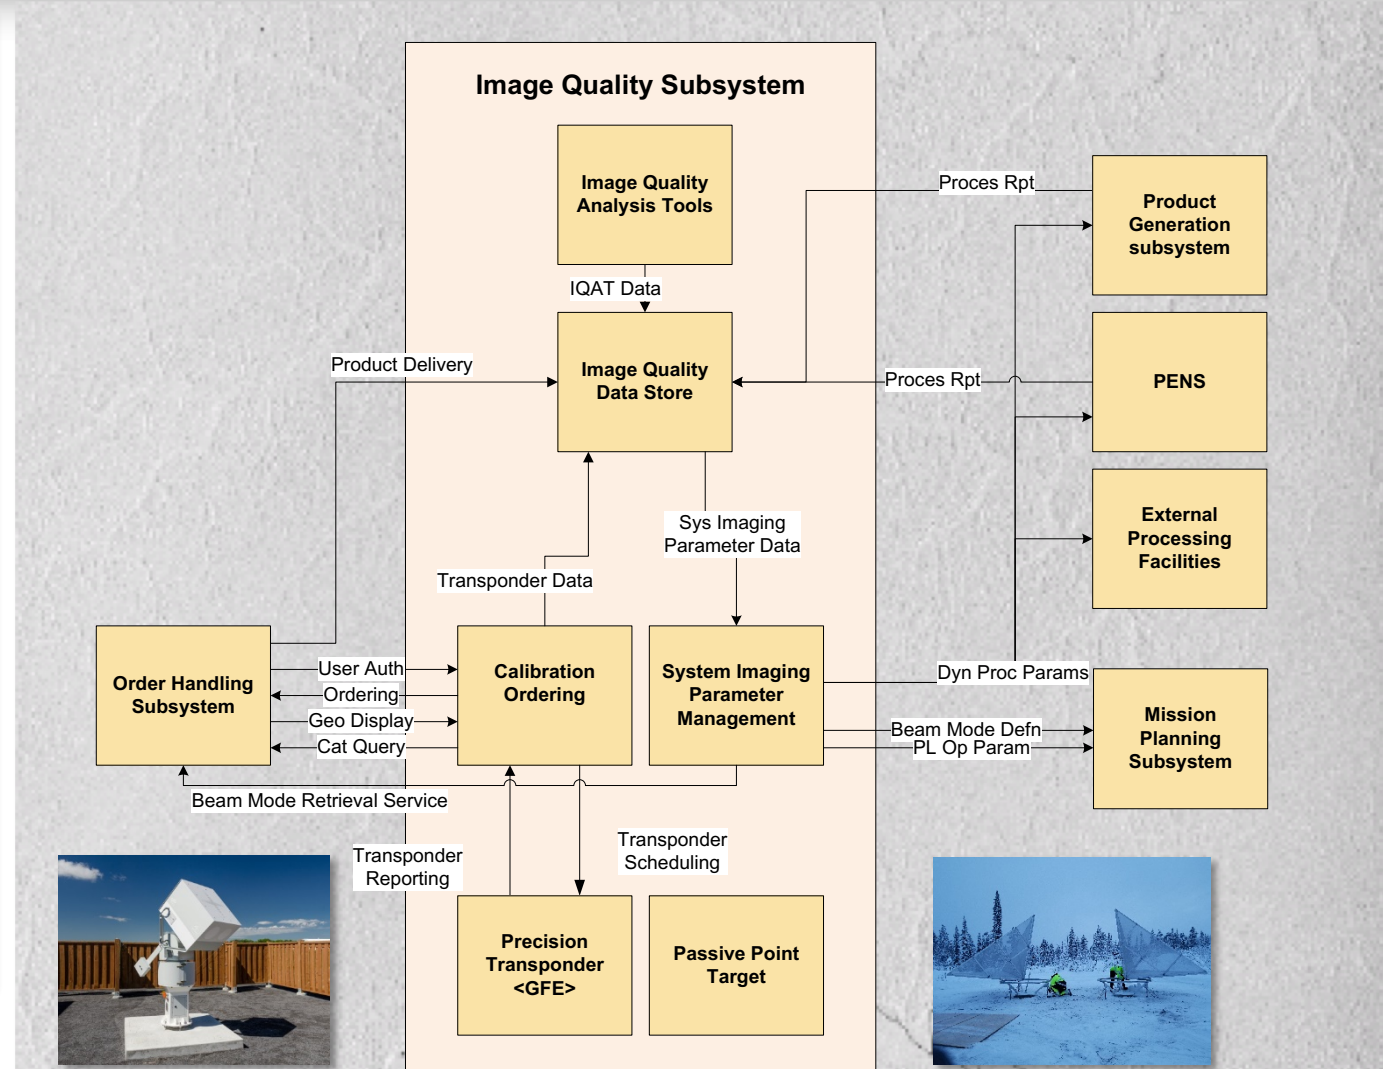 Image Quality Subsystem
Image Quality
Analysis Tools
Proces Rpt
Product
Generation
subsystem
IQAT Data
Product Delivery
Image Quality
Data Store
Proces Rpt
PENS
Sys Imaging
Parameter Data
External
Processing
Facilities
Transponder Data
Order Handling
Subsystem
User Auth
Ordering
Geo Display
Cat Query
Calibration
Ordering
System Imaging
Parameter
Management
Dyn Proc Params
Beam Mode Defn
PL Op Param
Mission
Planning
Subsystem
Beam Mode Retrieval Service
Transponder
Reporting
Transponder
Scheduling
Precision
Transponder
<GFE>
Passive Point
Target